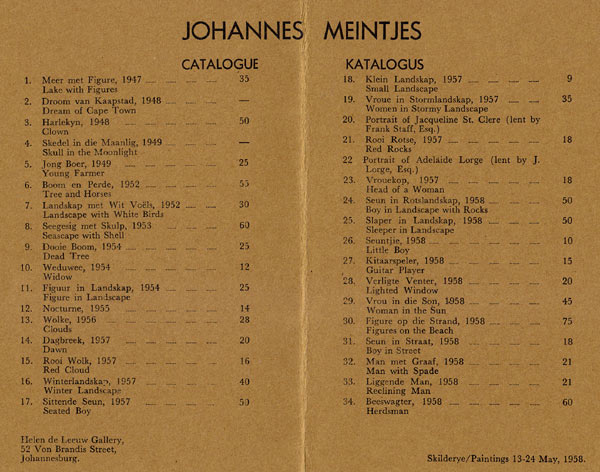 JOHANNES MEINTJES
CATALOGUE
1. Meer met Figure, 1947 .... .... .... .... 35
Lake with Figures
2. Droom van Kaapstad, 1948 .... .... .... —
Dream of Cape Town
3. Harlekyn, 1948 .... .... .... .... .... 50
Clown
4. Skedel in die Maanlig, 1949 .... .... .... —
Skull in the Moonlight
5. Jong Boer, 1949 .... .... .... .... 25
Young Farmer
6. Boom en Perde, 1952 .... .... .... .... 55
Tree and Horses
7. Landskap met Wit Voëls, 1952 .... .... 30
Landscape with White Birds
8. Seegesig met Skulp, 1953 .... .... .... 60
Seascape with Shell
9. Dooie Boom, 1954 .... .... .... .... 25
Dead Tree
10. Weduwee, 1954 .... .... .... .... 12
Widow
11. Figuur in Landskap, 1954 .... .... .... 25
Figure in Landscape
12. Nocturne, 1955 .... .... .... .... 14
13. Wolke, 1956 .... .... .... .... 28
Clouds
14. Dagbreek, 1957 .... .... .... .... 20
Dawn
15. Rooi Wolk, 1957 .... .... .... .... 16
Red Cloud
16. Winterlandskap, 1957 .... .... .... 40
Winter Landscape
17. Sittende Seun, 1957 .... .... .... .... 50
Seated Boy
Helen de Leeuw Gallery,
52 Von Brandis Street,
Johannesburg.
KATALOGUS
18. Klein Landskap, 1957 .... .... .... .... 9
Small Landscape
19. Vroue in Stormlandskap, 1957 .... .... 35
Women in Stormy Landscape
20. Portrait of Jacqueline St. Clere (lent by
Frank Staff, Esq.)
21. Rooi Rotse, 1957 .... .... .... .... 18
Red Rocks
22 Portrait of Adelaide Lorge (lent by J.
Lorge, Esq.)
23. Vrouekop, 1957 .... .... .... .... 18
Head of a Woman
24. Seun in Rotslandskap, 1958 .... .... .... 50
Boy in Landscape with Rocks
25. Slaper in Landskap, 1958 .... .... .... 50
Sleeper in Landscape
26. Seuntjie, 1958 .... .... .... .... 10
Little Boy
27. Kitaarspeler, 1958 .... .... .... .... 15
Guitar Player
28. Verligte Venter, 1958 .... .... .... .... 20
Lighted Window
29. Vrou in die Son, 1958 .... .... .... .... 45
Woman in the Sun
30. Figure op die Strand, 1958 .... .... .... 75
Figures on the Beach
31. Seun in Straat, 1958 .... .... .... .... 18
Boy in Street
32. Man met Graaf, 1958 .... .... .... .... 21
Man with Spade
33. Liggende Man, 1958 .... .... .... .... 21
Reclining Man
34. Beeswagter, 1958 .... .... .... .... 60
Herdsman
Skilderye/Paintings 13-24 May, 1958.